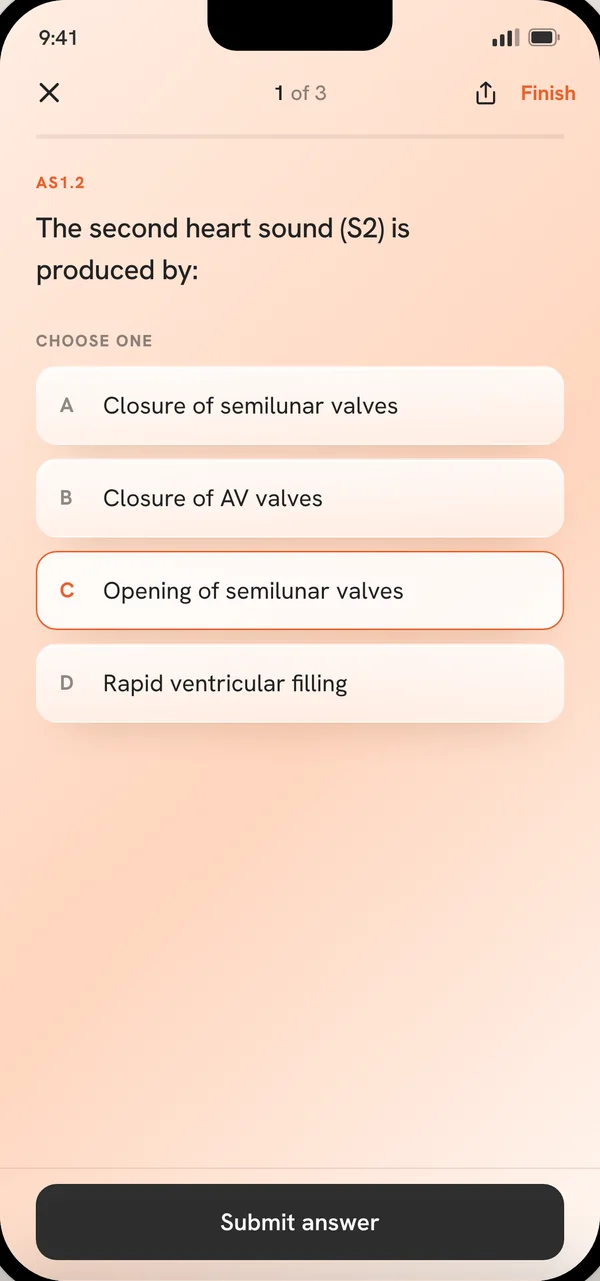 9:41
1 of 3
Finish
AS1.2
The second heart sound (S2) is
produced by:
CHOOSE ONE
A Closure of semilunar valves
B Closure of AV valves
C Opening of semilunar valves
D Rapid ventricular filling
Submit answer